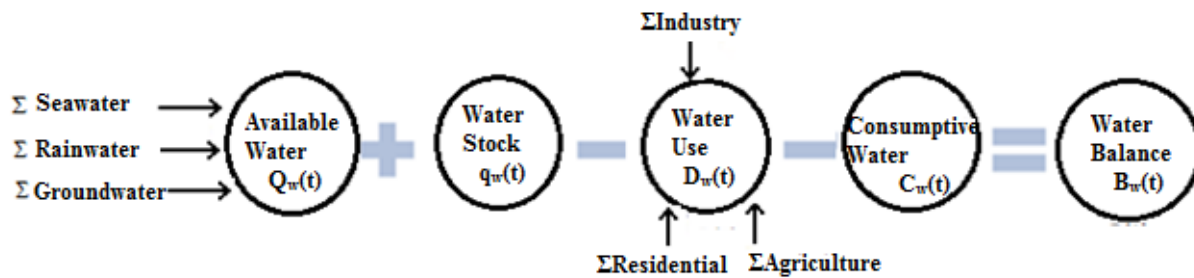 ΣIndustry
Σ Seawater
Σ Rainwater
Σ Groundwater
Available
Water
Qw(t)
+
Water
Stock
qw(t)
−
Water
Use
Dw(t)
−
Consumptive
Water
Cw(t)
=
Water
Balance
Bw(t)
ΣResidential
ΣAgriculture